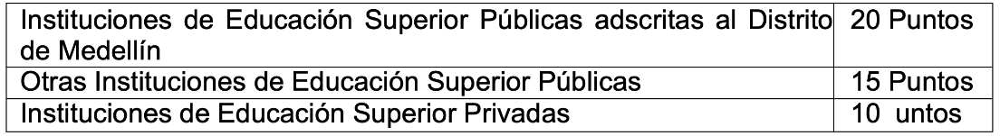 Instituciones de Educación Superior Públicas adscritas al Distrito 20 Puntos
de Medellín
Otras Instituciones de Educación Superior Públicas 15 Puntos
Instituciones de Educación Superior Privadas 10 untos